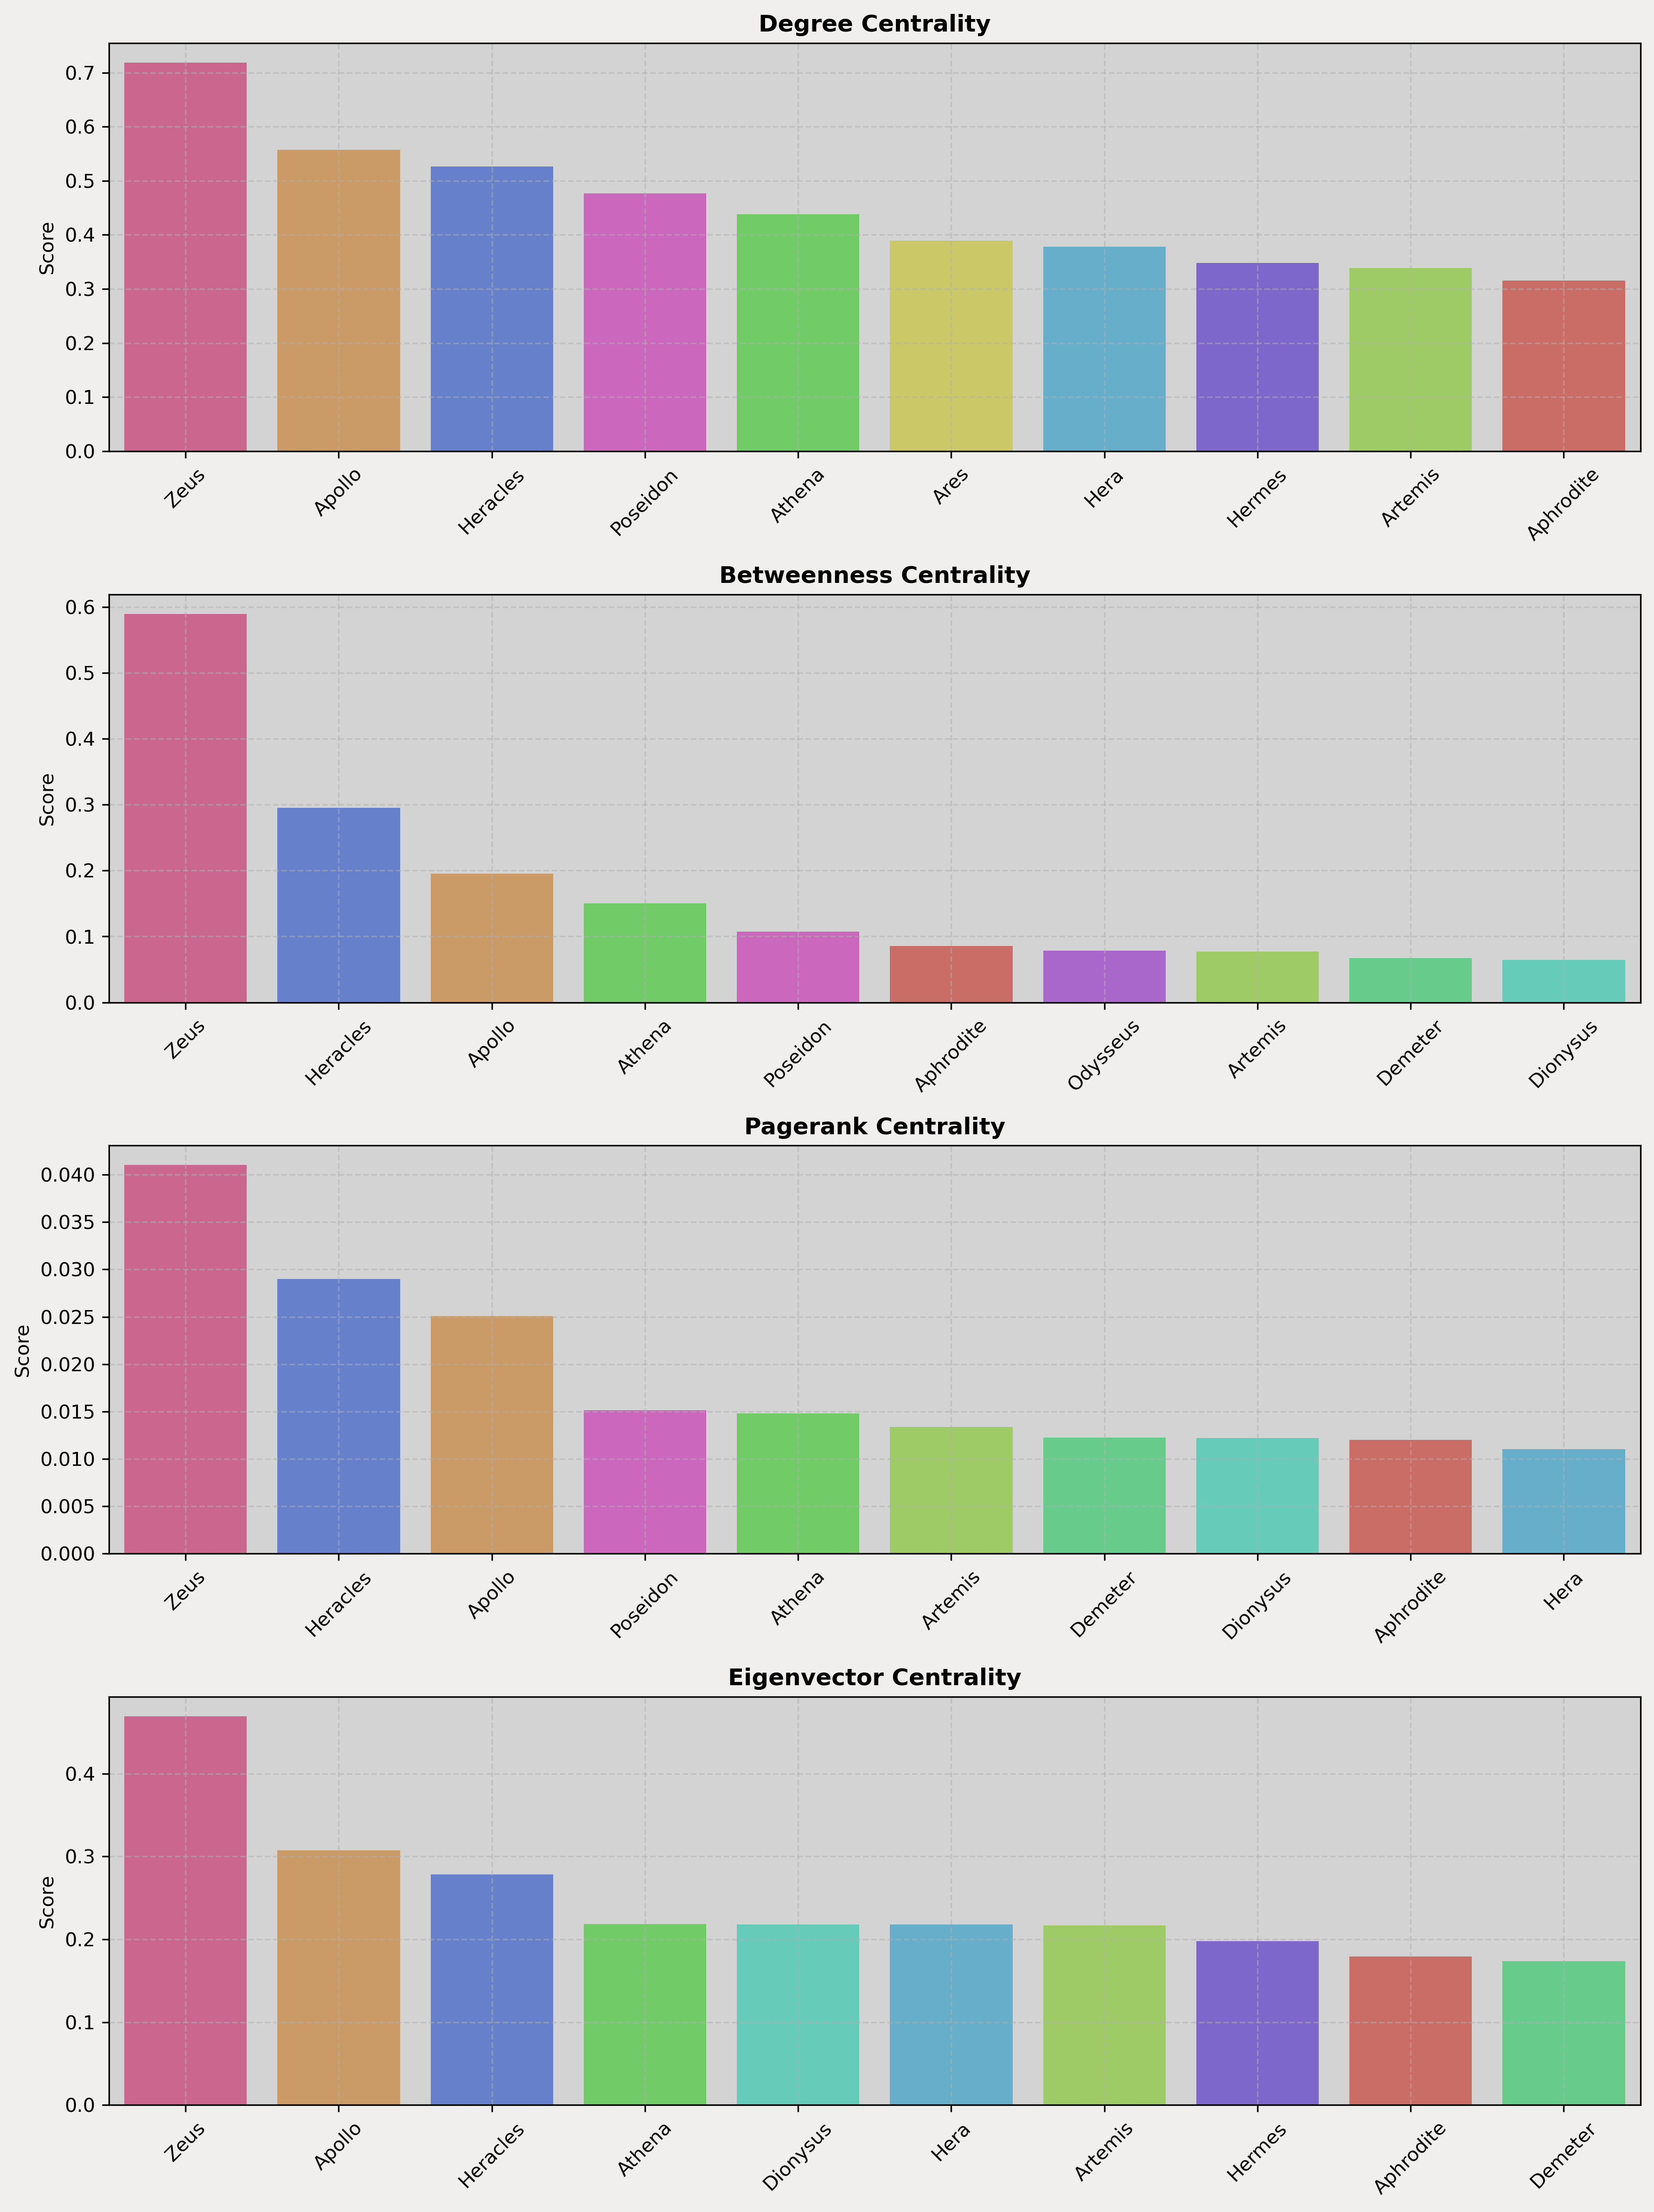 Degree Centrality
0.7
0.6
0.5
0.4
0.3
0.2
0.1
0.0
Score
Zeus
Apollo
Heracles
Poseidon
Athena
Ares
Hera
Hermes
Artemis
Aphrodite
Betweenness Centrality
0.6
0.5
0.4
0.3
0.2
0.1
0.0
Score
Zeus
Heracles
Apollo
Athena
Poseidon
Aphrodite
Odysseus
Artemis
Demeter
Dionysus
Pagerank Centrality
0.040
0.035
0.030
0.025
0.020
0.015
0.010
0.005
0.000
Score
Zeus
Heracles
Apollo
Poseidon
Athena
Artemis
Demeter
Dionysus
Aphrodite
Hera
Eigenvector Centrality
0.4
0.3
0.2
0.1
0.0
Score
Zeus
Apollo
Heracles
Athena
Dionysus
Hera
Artemis
Hermes
Aphrodite
Demeter